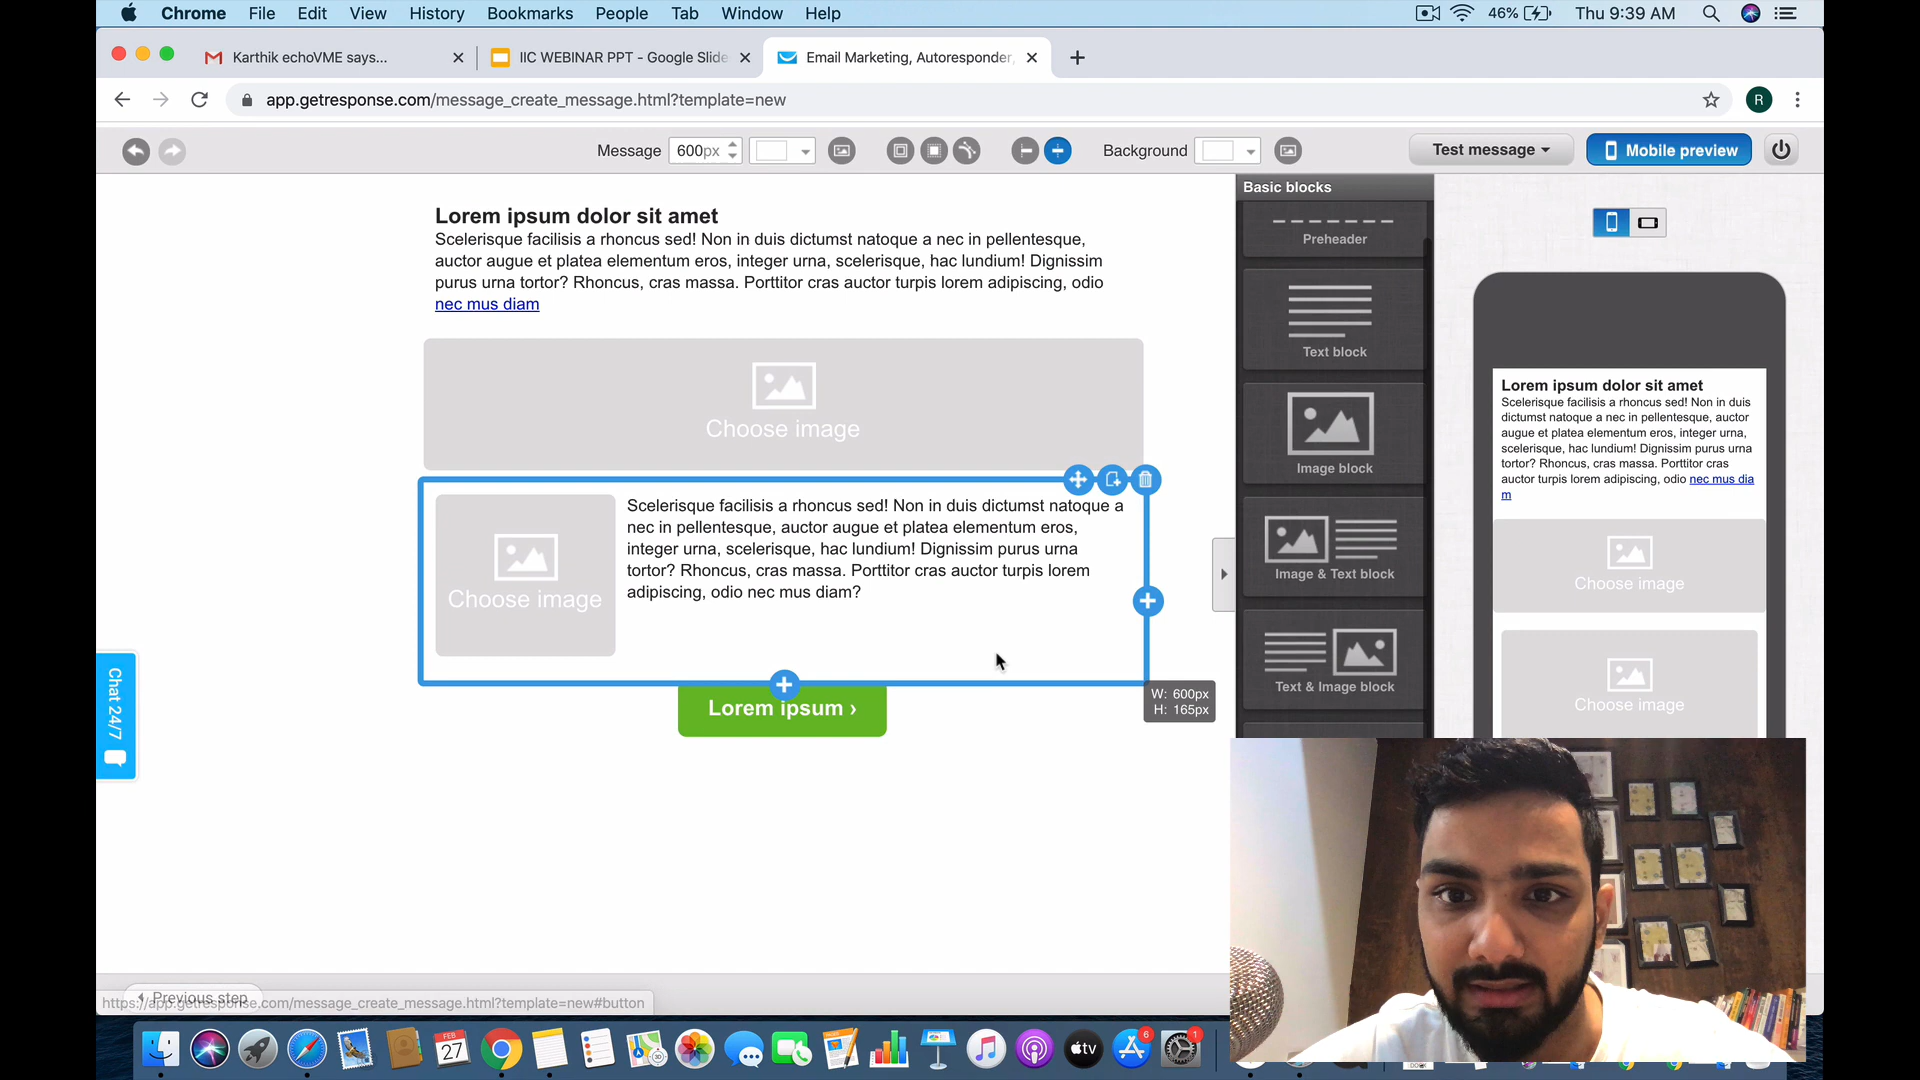 Chrome File Edit View History Bookmarks People Tab Window Help
46% Thu 9:39 AM
Karthik echoVME says...
IIC WEBINAR PPT - Google Slide
Email Marketing, Autoresponder,
app.getresponse.com/message_create_message.html?template=new
R
Message 600px
Background
Test message
Mobile preview
Basic blocks
Preheader
Text block
Image block
Image & Text block
Text & Image block
Lorem ipsum dolor sit amet
Scelerisque facilisis a rhoncus sed! Non in duis dictumst natoque a nec in pellentesque,
auctor augue et platea elementum eros, integer urna, scelerisque, hac lundium! Dignissim
purus urna tortor? Rhoncus, cras massa. Porttitor cras auctor turpis lorem adipiscing, odio
nec mus diam
Choose image
Choose image
Scelerisque facilisis a rhoncus sed! Non in duis dictumst natoque a
nec in pellentesque, auctor augue et platea elementum eros,
integer urna, scelerisque, hac lundium! Dignissim purus urna
tortor? Rhoncus, cras massa. Porttitor cras auctor turpis lorem
adipiscing, odio nec mus diam?
Lorem ipsum ›
W: 600px
H: 165px
Lorem ipsum dolor sit amet
Scelerisque facilisis a rhoncus sed! Non in duis
dictumst natoque a nec in pellentesque, auctor
augue et platea elementum eros, integer urna,
scelerisque, hac lundium! Dignissim purus urna
tortor? Rhoncus, cras massa. Porttitor cras
auctor turpis lorem adipiscing, odio nec mus dia
m
Choose image
Choose image
Chat 24/7
Previous step
https://app.getresponse.com/message_create_message.html?template=new#button
FEB
27
3D
tv
6
1